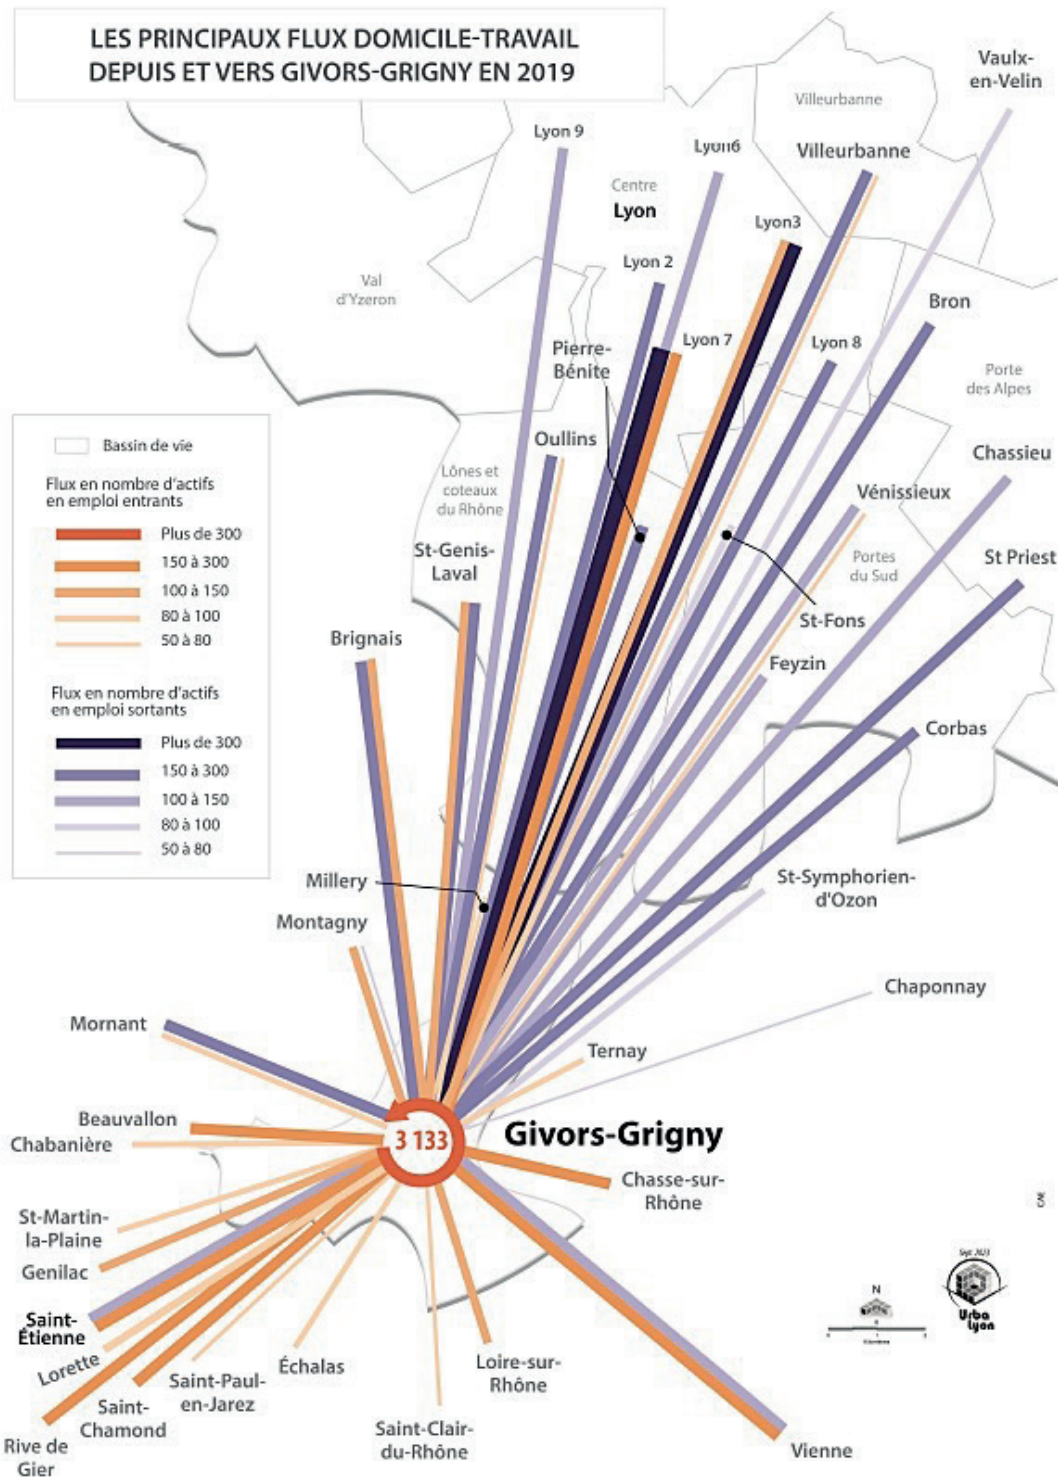 LES PRINCIPAUX FLUX DOMICILE-TRAVAIL
DEPUIS ET VERS GIVORS-GRIGNY EN 2019
Vaulx-
en-Velin
Villeurbanne
Lyon 9
Lyon6
Villeurbanne
Centre
Lyon
Lyon3
Lyon 2
Val
d'Yzeron
Bron
Pierre-
Bénite
Lyon 7
Lyon 8
Porte
des Alpes
Oullins
Chassieu
Lônes et
coteaux
du Rhône
Vénissieux
St-Genis-
Laval
Portes
du Sud
St Priest
St-Fons
Brignais
Feyzin
Corbas
Bassin de vie
Flux en nombre d'actifs
en emploi entrants
Plus de 300
150 à 300
100 à 150
80 à 100
50 à 80
Flux en nombre d'actifs
en emploi sortants
Plus de 300
150 à 300
100 à 150
80 à 100
50 à 80
Millery
St-Symphorien-
d'Ozon
Montagny
Chaponnay
Mornant
Ternay
Beauvallon
Chabanière
3 133
Givors-Grigny
Chasse-sur-
Rhône
St-Martin-
la-Plaine
Genilac
Saint-
Étienne
Lorette
Saint-Paul-
en-Jarez
Échalas
Loire-sur-
Rhône
Saint-
Chamond
Rive de
Gier
Saint-Clair-
du-Rhône
Vienne
N
Sept. 2023
Urba
Lyon